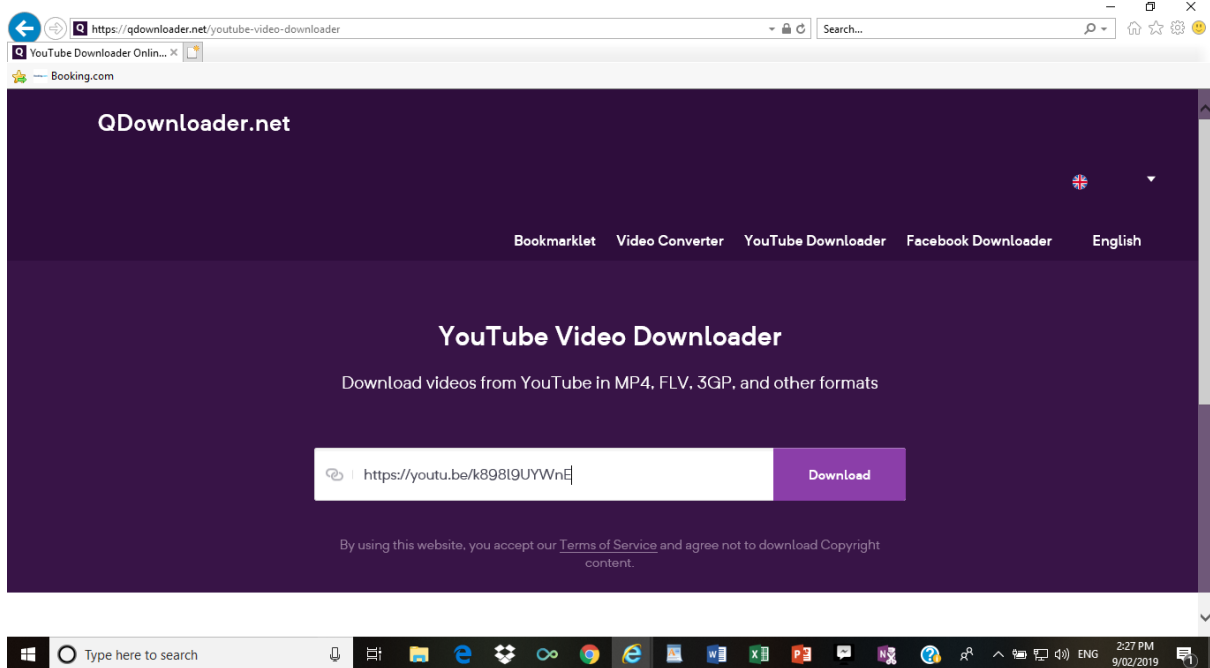 https://qdownloader.net/youtube-video-downloader
Search...
YouTube Downloader Onlin...
Booking.com
QDownloader.net
Bookmarklet Video Converter YouTube Downloader Facebook Downloader English
YouTube Video Downloader
Download videos from YouTube in MP4, FLV, 3GP, and other formats
https://youtu.be/k898l9UYWnE Download
By using this website, you accept our Terms of Service and agree not to download Copyright
content.
Type here to search
ENG
2:27 PM
9/02/2019